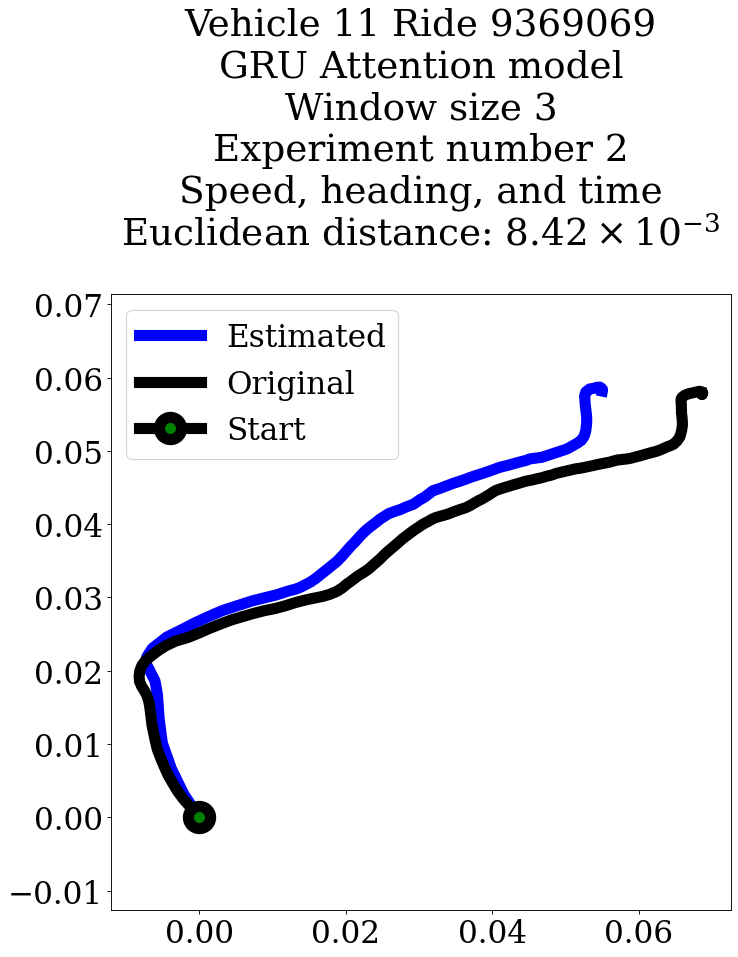 Vehicle 11 Ride 9369069
GRU Attention model
Window size 3
Experiment number 2
Speed, heading, and time
Euclidean distance: 8.42 × 10⁻³
Estimated
Original
Start
0.07
0.06
0.05
0.04
0.03
0.02
0.01
0.00
−0.01
0.00 0.02 0.04 0.06